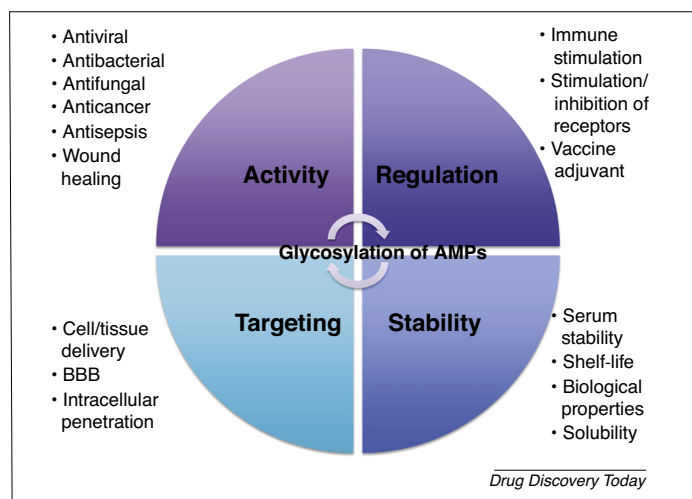 • Antiviral
• Antibacterial
• Antifungal
• Anticancer
• Antisepsis
• Wound
healing
• Immune
stimulation
• Stimulation/
inhibition of
receptors
• Vaccine
adjuvant
Activity
Regulation
Glycosylation of AMPs
Targeting
Stability
• Cell/tissue
delivery
• BBB
• Intracellular
penetration
• Serum
stability
• Shelf-life
• Biological
properties
• Solubility
Drug Discovery Today